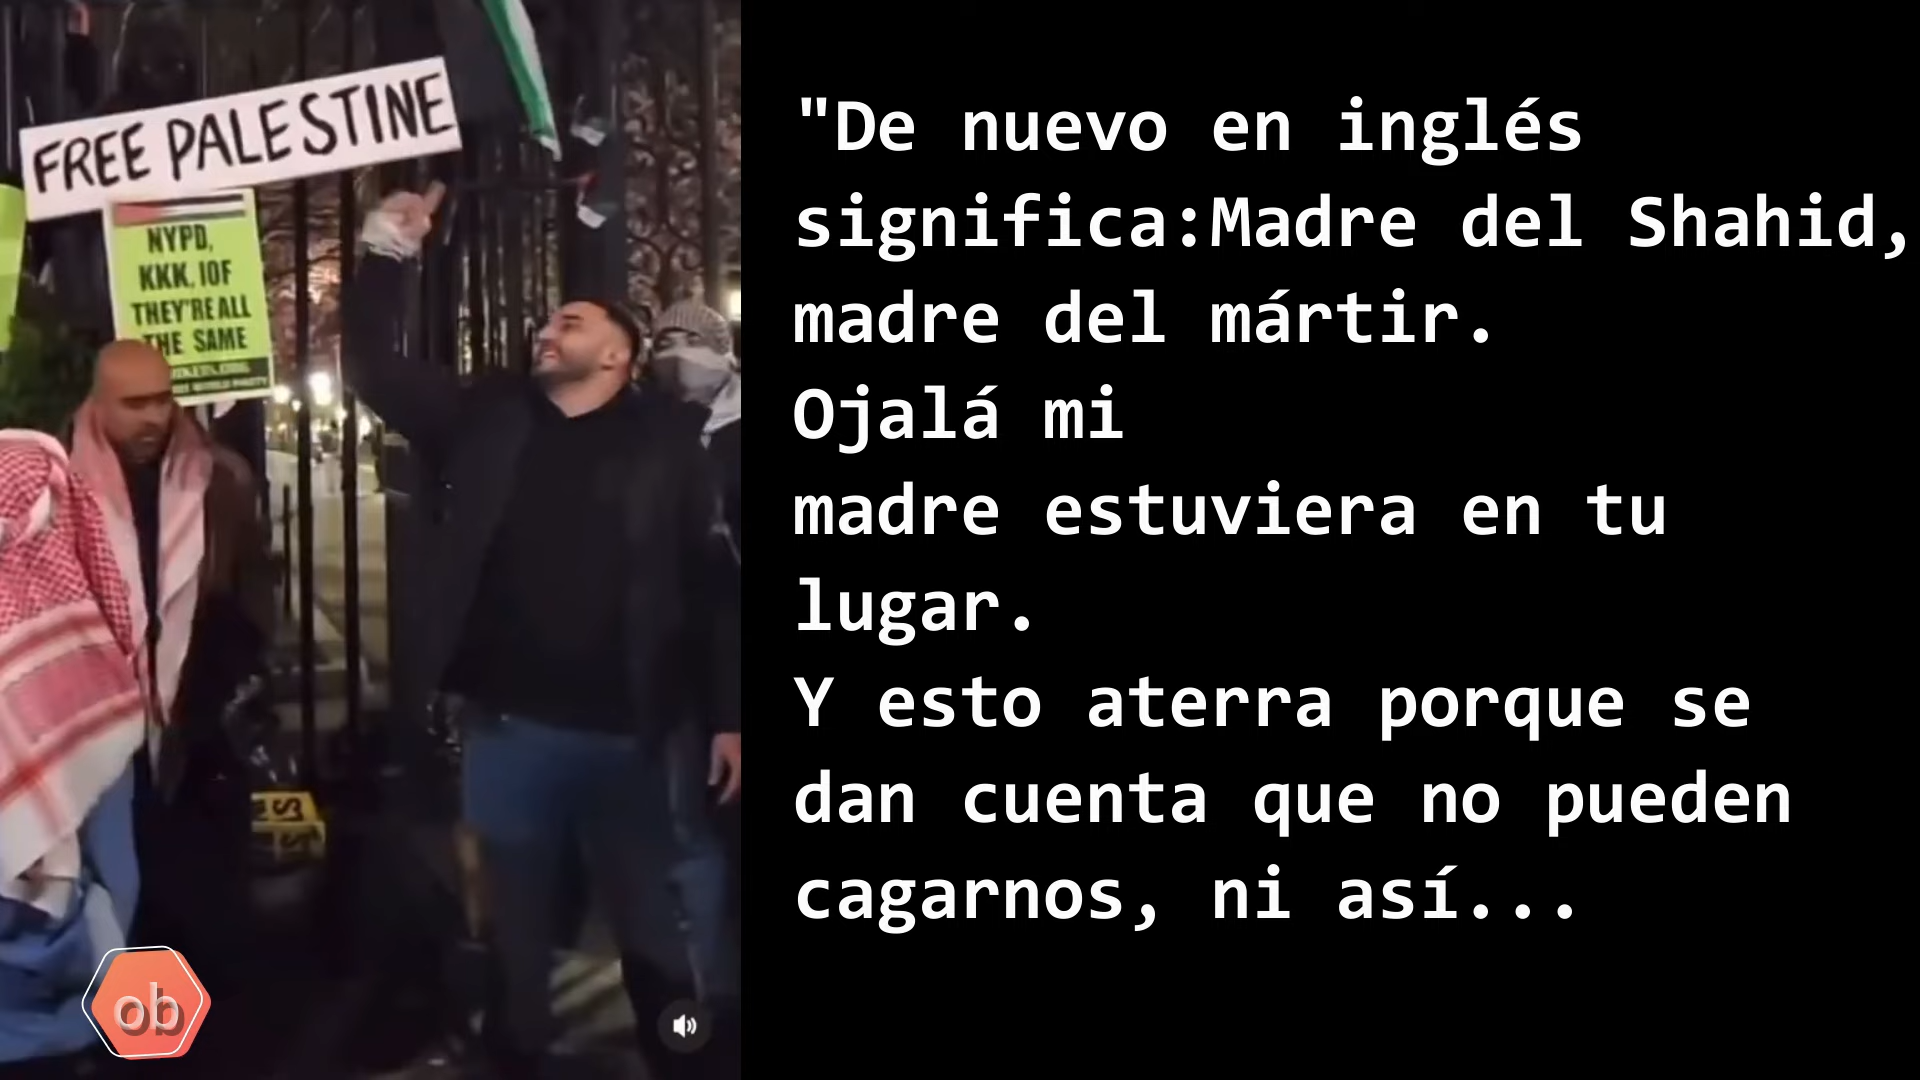 FREE PALESTINE
NYPD,
KKK, IOF
THEY'RE ALL
THE SAME
"De nuevo en inglés
significa:Madre del Shahid,
madre del mártir.
Ojalá mi
madre estuviera en tu
lugar.
Y esto aterra porque se
dan cuenta que no pueden
cagarnos, ni así...
ob